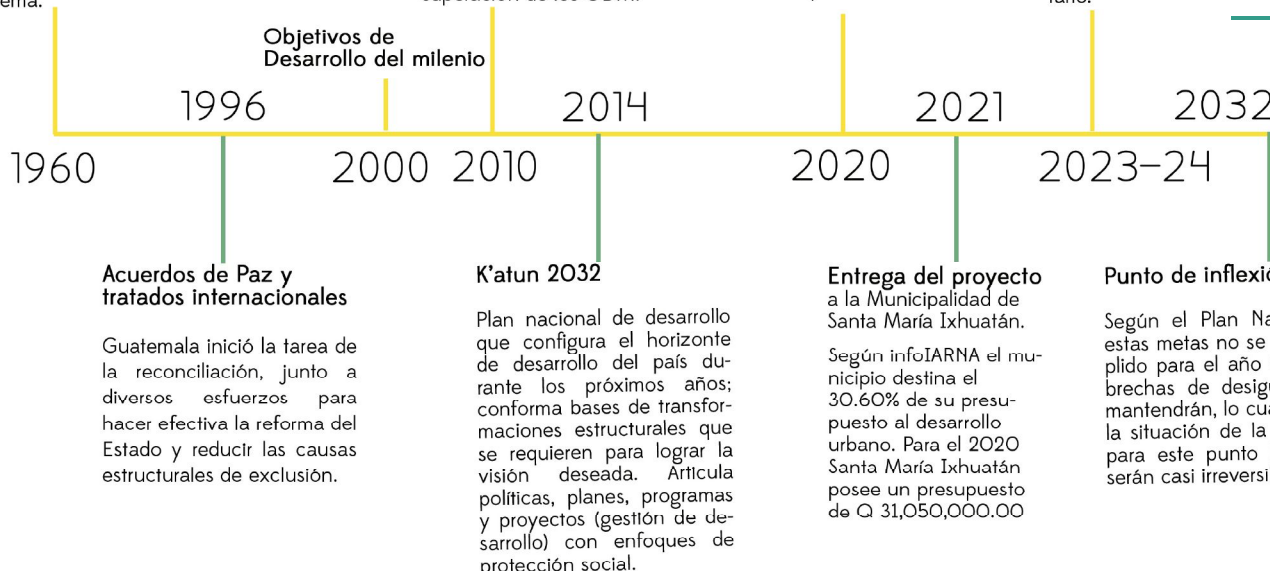 ema.
Objetivos de
Desarrollo del milenio
1996
2014
2021
2032
1960
2000
2010
2020
2023–24
Acuerdos de Paz y
tratados internacionales
Guatemala inició la tarea de
la reconciliación, junto a
diversos esfuerzos para
hacer efectiva la reforma del
Estado y reducir las causas
estructurales de exclusión.
K'atun 2032
Plan nacional de desarrollo
que configura el horizonte
de desarrollo del país du-
rante los próximos años;
conforma bases de transfor-
maciones estructurales que
se requieren para lograr la
visión deseada. Articula
políticas, planes, programas
y proyectos (gestión de de-
sarrollo) con enfoques de
protección social.
Entrega del proyecto
a la Municipalidad de
Santa María Ixhuatán.
Según infoIARNA el mu-
nicipio destina el
30.60% de su presu-
puesto al desarrollo
urbano. Para el 2020
Santa María Ixhuatán
posee un presupuesto
de Q 31,050,000.00
Punto de inflexió
Según el Plan Na
estas metas no se
plido para el año
brechas de desigu
mantendrán, lo cua
la situación de la
para este punto
serán casi irreversi